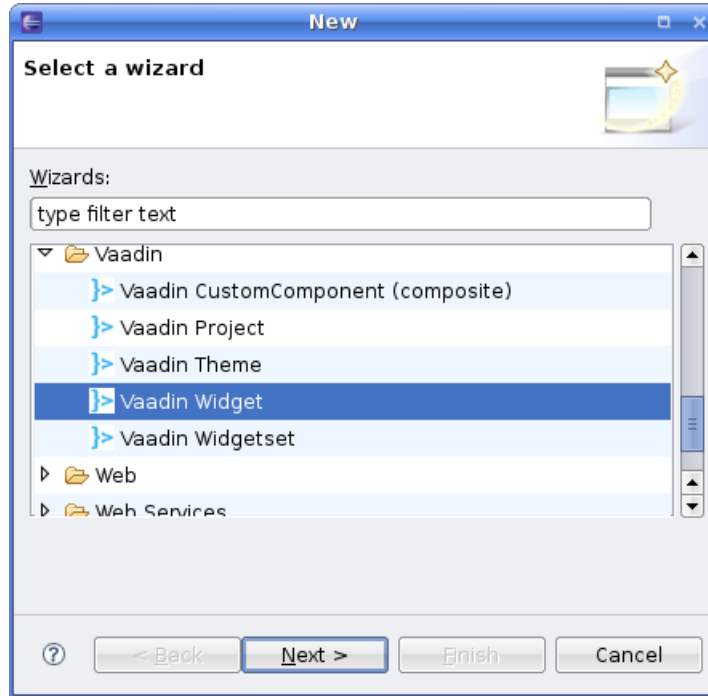 New
Select a wizard
Wizards:
type filter text
Vaadin
Vaadin CustomComponent (composite)
Vaadin Project
Vaadin Theme
Vaadin Widget
Vaadin Widgetset
Web
Web Services
? < Back Next > Finish Cancel